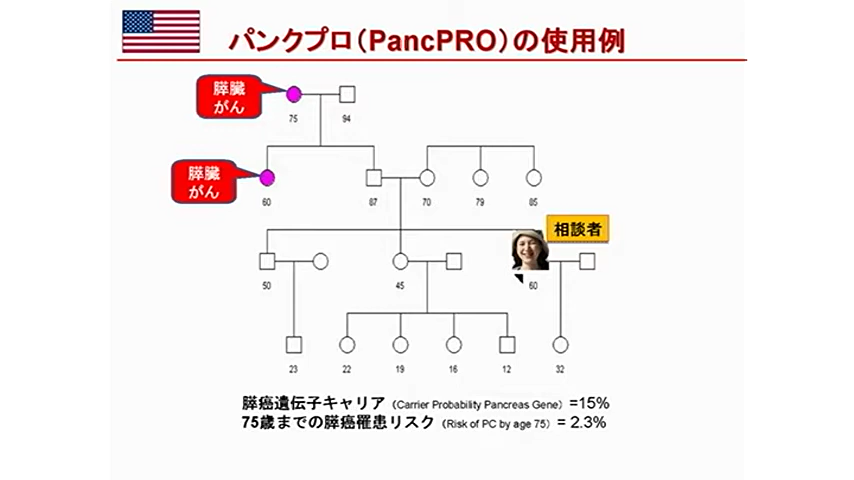 パンクプロ（PancPRO）の使用例
膵臓
がん
75 94
膵臓
がん
60 87 70 79 85
相談者
50 45 60
23 22 19 16 12 32
膵癌遺伝子キャリア（Carrier Probability Pancreas Gene）=15%
75歳までの膵癌罹患リスク（Risk of PC by age 75）= 2.3%